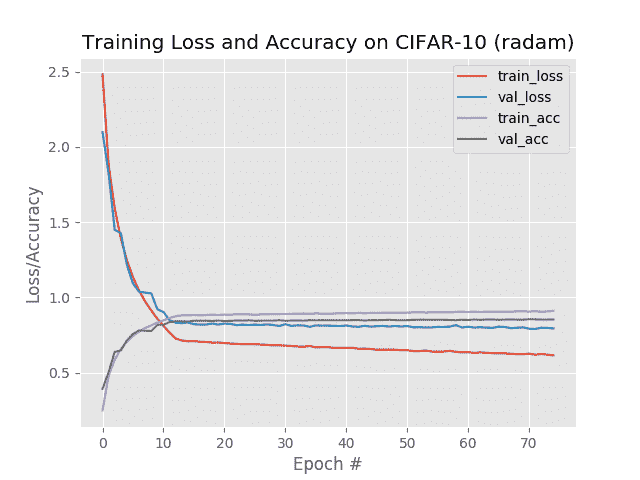 Training Loss and Accuracy on CIFAR-10 (radam)
2.5
2.0
1.5
1.0
0.5
Loss/Accuracy
train_loss
val_loss
train_acc
val_acc
0 10 20 30 40 50 60 70
Epoch #